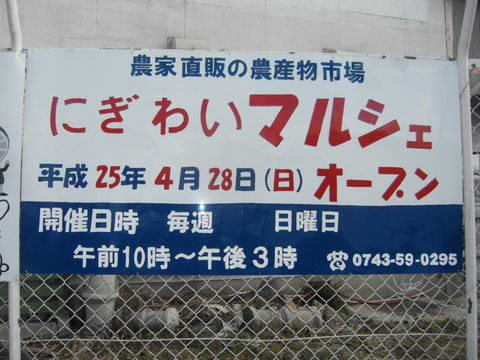 農家直販の農産物市場
にぎわいマルシェ
平成25年4月28日(日)オープン
開催日時 毎週 日曜日
午前10時～午後3時 ☎ 0743-59-0295